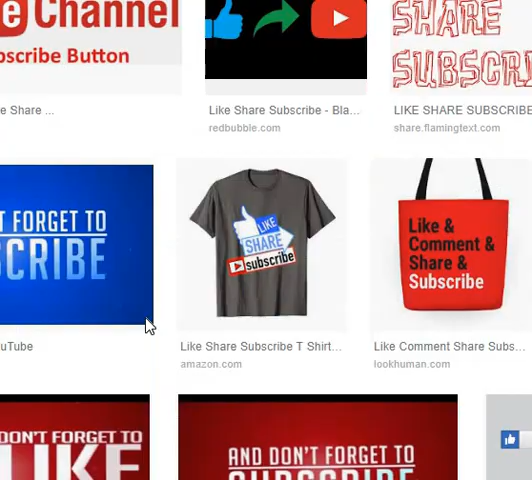 e Channel
scribe Button
SHARE
SUBSCRI
e Share ...
Like Share Subscribe - Bla...
redbubble.com
LIKE SHARE SUBSCRIBE
share.flamingtext.com
T FORGET TO
SCRIBE
LIKE
SHARE
subscribe
Like &
Comment &
Share &
Subscribe
uTube
Like Share Subscribe T Shirt...
amazon.com
Like Comment Share Subs...
lookhuman.com
DON'T FORGET TO
LIKE
AND DON'T FORGET TO
SUBSCRIBE